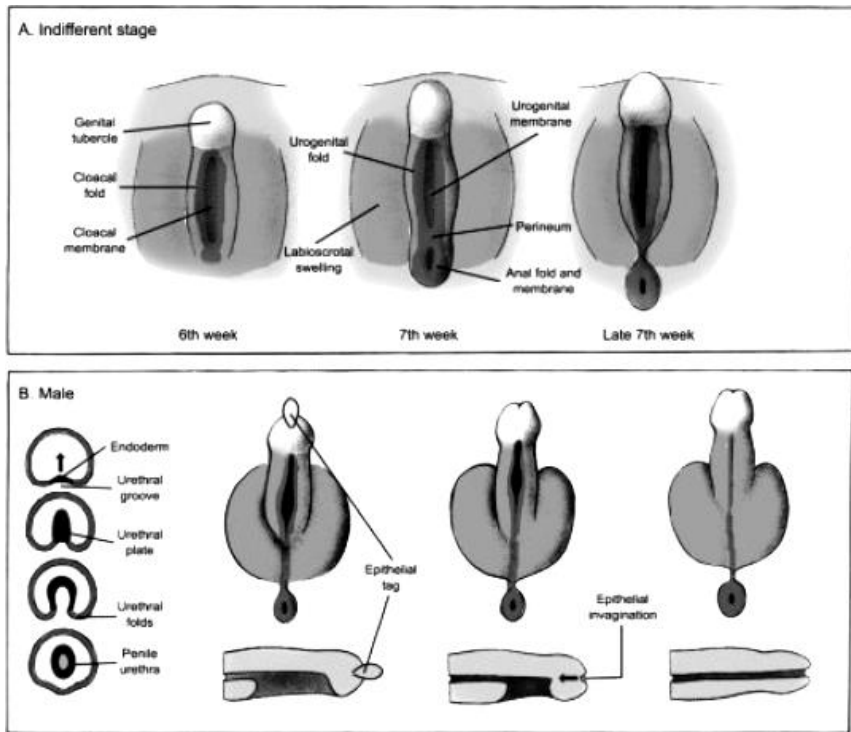 A. Indifferent stage
Genital
tubercle
Cloacal
fold
Cloacal
membrane
Urogenital
fold
Labioscrotal
swelling
Urogenital
membrane
Perineum
Anal fold and
membrane
6th week
7th week
Late 7th week
B. Male
Endoderm
Urethral
groove
Urethral
plate
Urethral
folds
Penile
urethra
Epithelial
tag
Epithelial
invagination